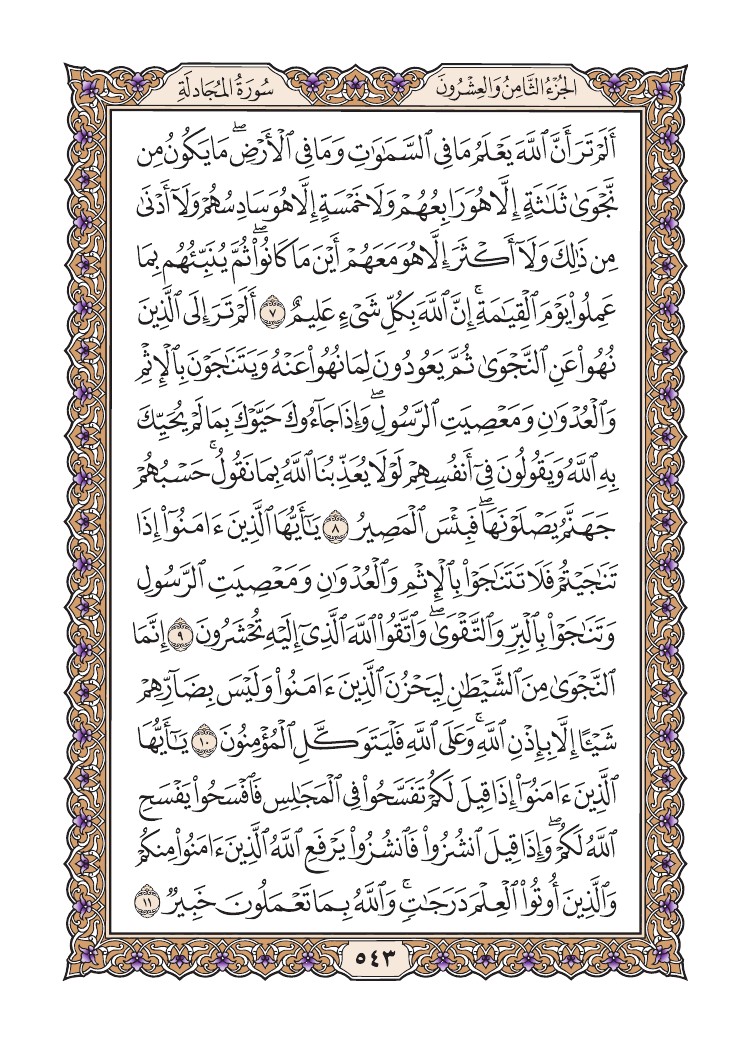 الجُزْءُ الثَّامِنُ وَالعِشْرُونَ
سُورَةُ المُجَادلَةِ
أَلَمۡ تَرَ أَنَّ ٱللَّهَ يَعۡلَمُ مَا فِي ٱلسَّمَٰوَٰتِ وَمَا فِي ٱلۡأَرۡضِۖ مَا يَكُونُ مِن
نَّجۡوَىٰ ثَلَٰثَةٍ إِلَّا هُوَ رَابِعُهُمۡ وَلَا خَمۡسَةٍ إِلَّا هُوَ سَادِسُهُمۡ وَلَآ أَدۡنَىٰ
مِن ذَٰلِكَ وَلَآ أَكۡثَرَ إِلَّا هُوَ مَعَهُمۡ أَيۡنَ مَا كَانُواْۖ ثُمَّ يُنَبِّئُهُم بِمَا
عَمِلُواْ يَوۡمَ ٱلۡقِيَٰمَةِۚ إِنَّ ٱللَّهَ بِكُلِّ شَيۡءٍ عَلِيمٌ ٧ أَلَمۡ تَرَ إِلَى ٱلَّذِينَ
نُهُواْ عَنِ ٱلنَّجۡوَىٰ ثُمَّ يَعُودُونَ لِمَا نُهُواْ عَنۡهُ وَيَتَنَٰجَوۡنَ بِٱلۡإِثۡمِ
وَٱلۡعُدۡوَٰنِ وَمَعۡصِيَتِ ٱلرَّسُولِۖ وَإِذَا جَآءُوكَ حَيَّوۡكَ بِمَا لَمۡ يُحَيِّكَ
بِهِ ٱللَّهُ وَيَقُولُونَ فِيٓ أَنفُسِهِمۡ لَوۡلَا يُعَذِّبُنَا ٱللَّهُ بِمَا نَقُولُۚ حَسۡبُهُمۡ
جَهَنَّمُ يَصۡلَوۡنَهَاۖ فَبِئۡسَ ٱلۡمَصِيرُ ٨ يَٰٓأَيُّهَا ٱلَّذِينَ ءَامَنُوٓاْ إِذَا
تَنَٰجَيۡتُمۡ فَلَا تَتَنَٰجَوۡاْ بِٱلۡإِثۡمِ وَٱلۡعُدۡوَٰنِ وَمَعۡصِيَتِ ٱلرَّسُولِ
وَتَنَٰجَوۡاْ بِٱلۡبِرِّ وَٱلتَّقۡوَىٰۖ وَٱتَّقُواْ ٱللَّهَ ٱلَّذِيٓ إِلَيۡهِ تُحۡشَرُونَ ٩ إِنَّمَا
ٱلنَّجۡوَىٰ مِنَ ٱلشَّيۡطَٰنِ لِيَحۡزُنَ ٱلَّذِينَ ءَامَنُواْ وَلَيۡسَ بِضَآرِّهِمۡ
شَيۡـًٔا إِلَّا بِإِذۡنِ ٱللَّهِۚ وَعَلَى ٱللَّهِ فَلۡيَتَوَكَّلِ ٱلۡمُؤۡمِنُونَ ١٠ يَٰٓأَيُّهَا
ٱلَّذِينَ ءَامَنُوٓاْ إِذَا قِيلَ لَكُمۡ تَفَسَّحُواْ فِي ٱلۡمَجَٰلِسِ فَٱفۡسَحُواْ يَفۡسَحِ
ٱللَّهُ لَكُمۡۖ وَإِذَا قِيلَ ٱنشُزُواْ فَٱنشُزُواْ يَرۡفَعِ ٱللَّهُ ٱلَّذِينَ ءَامَنُواْ مِنكُمۡ
وَٱلَّذِينَ أُوتُواْ ٱلۡعِلۡمَ دَرَجَٰتٖۚ وَٱللَّهُ بِمَا تَعۡمَلُونَ خَبِيرٞ ١١
٥٤٣